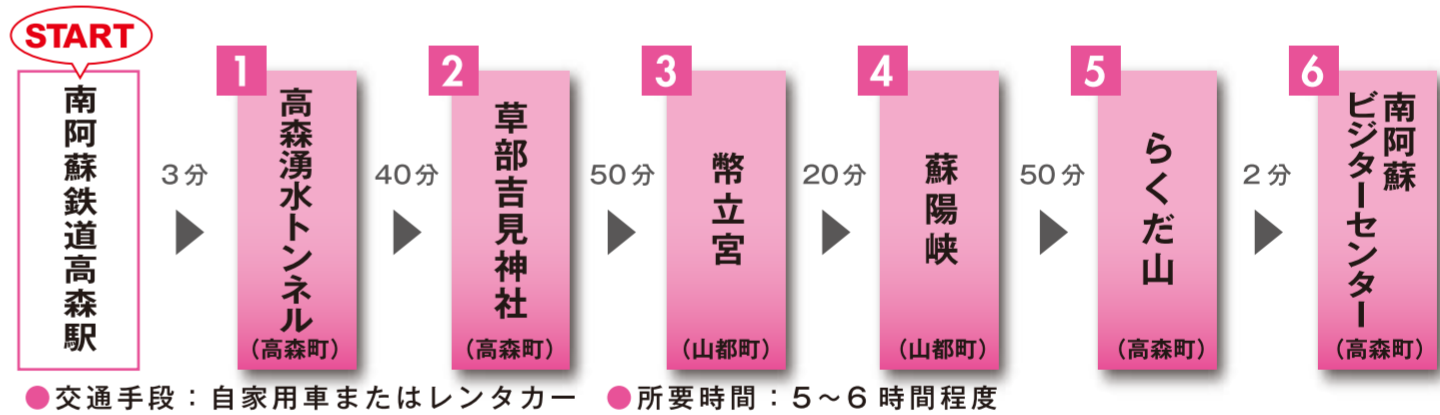 START
南阿蘇鉄道高森駅
3分
1
高森湧水トンネル
(高森町)
40分
2
草部吉見神社
(高森町)
50分
3
幣立宮
(山都町)
20分
4
蘇陽峡
(山都町)
50分
5
らくだ山
(高森町)
2分
6
南阿蘇
ビジターセンター
(高森町)
●交通手段：自家用車またはレンタカー
●所要時間：5〜6時間程度